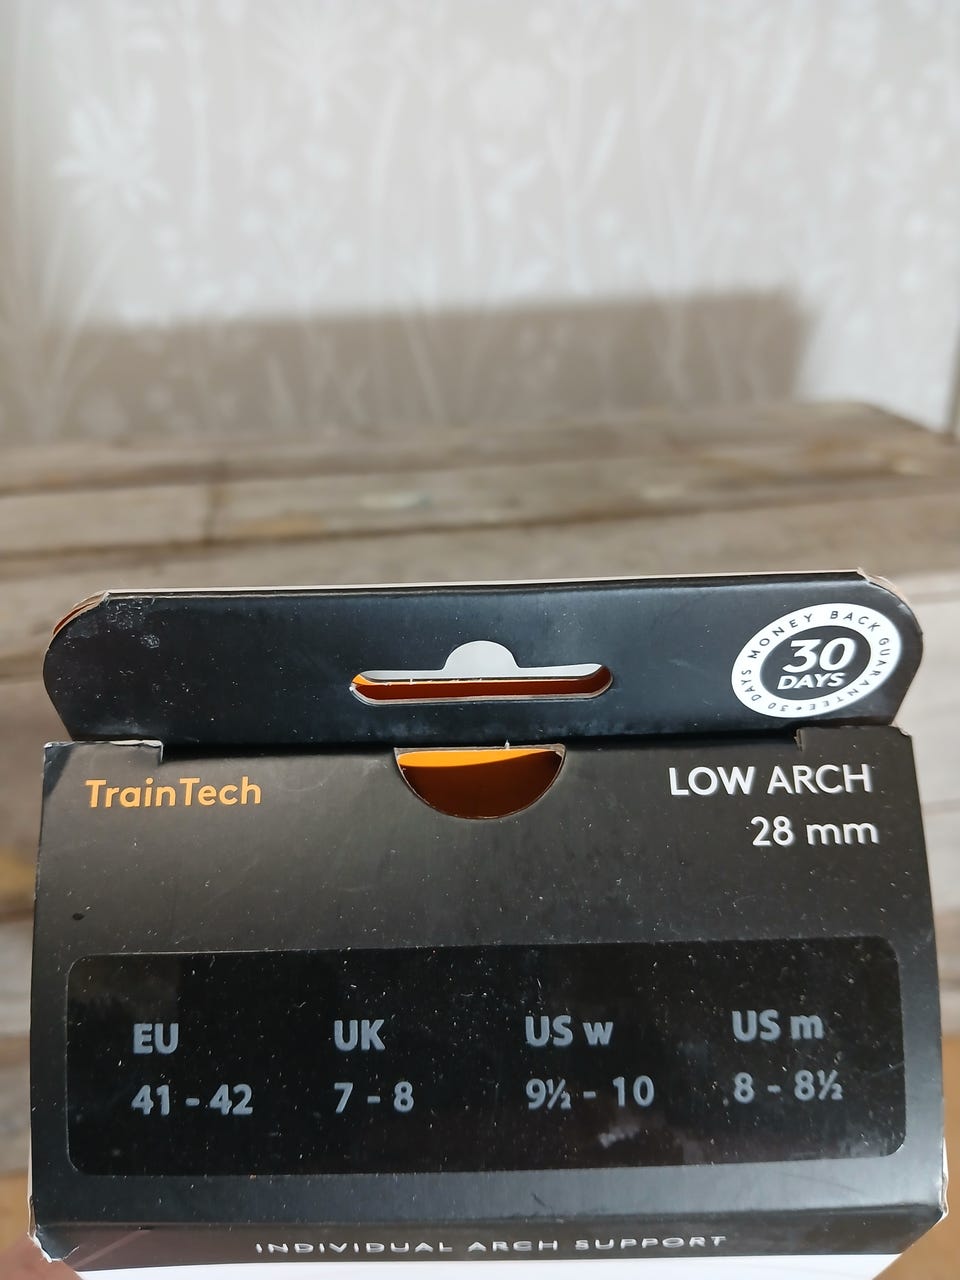 30 DAYS MONEY BACK GUARANTEE •
30
DAYS
TrainTech
LOW ARCH
28 mm
EU UK US w US m
41 - 42 7 - 8 9½ - 10 8 - 8½
INDIVIDUAL ARCH SUPPORT